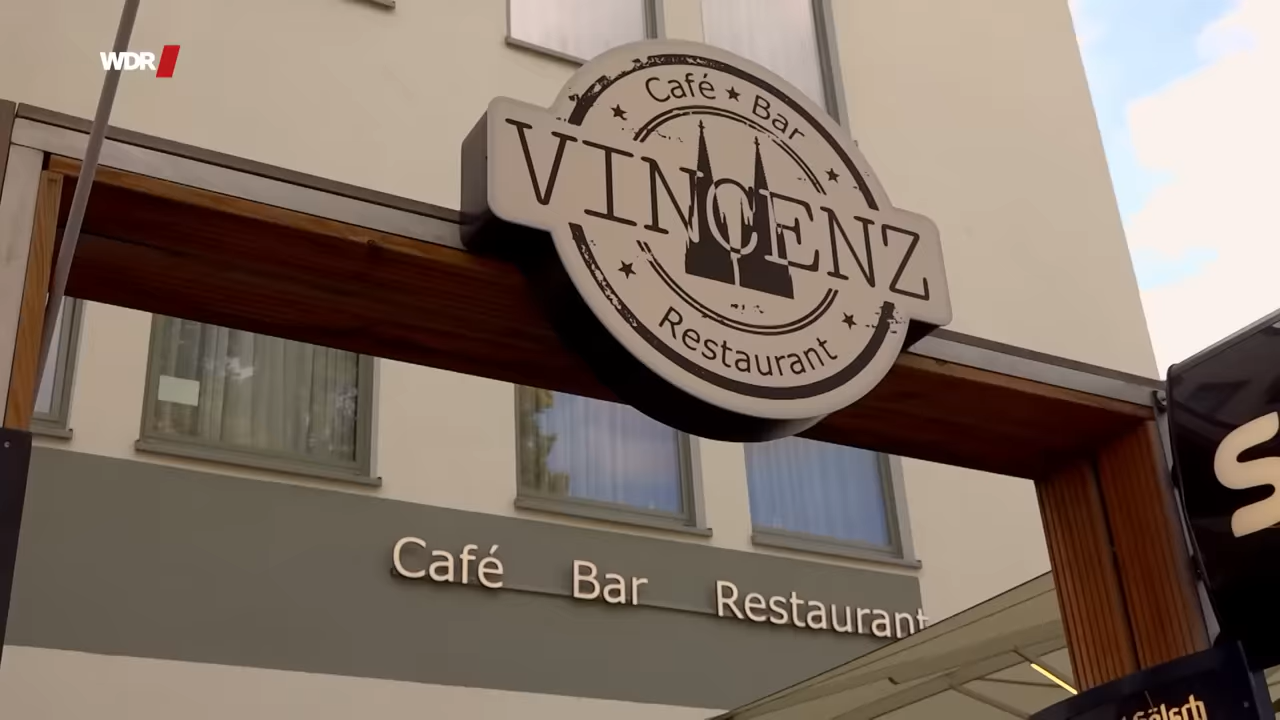 WDR
Café ★ Bar
VINCENZ
Restaurant
Café Bar Restaurant